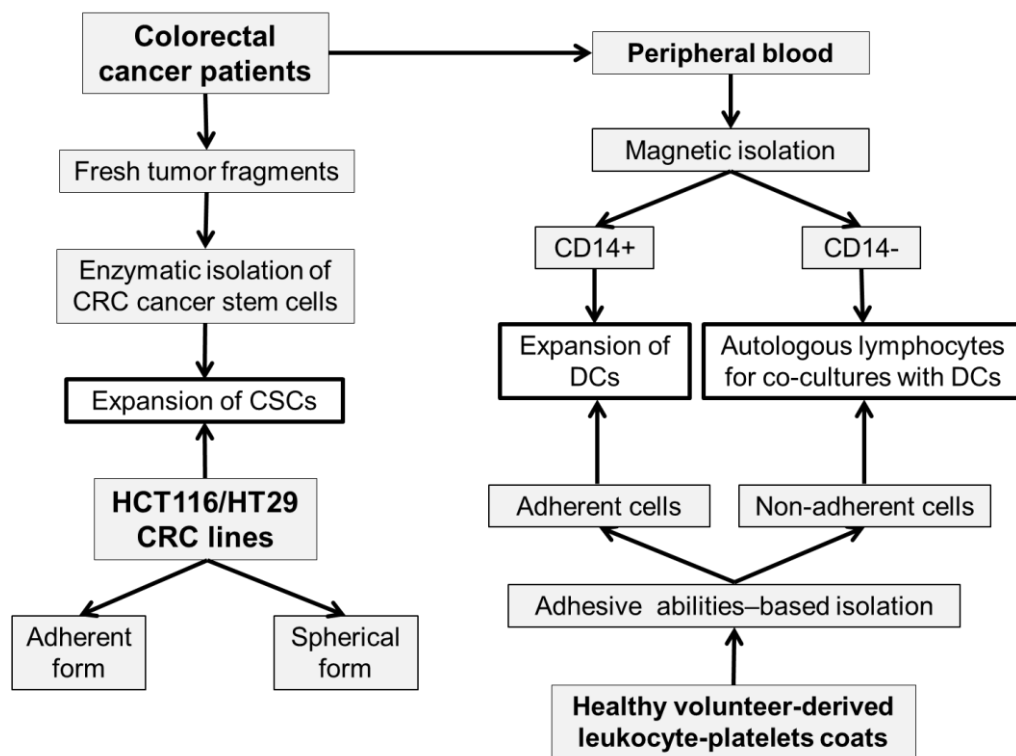 Colorectal
cancer patients
Peripheral blood
Fresh tumor fragments
Magnetic isolation
Enzymatic isolation of
CRC cancer stem cells
CD14+
CD14-
Expansion of
DCs
Autologous lymphocytes
for co-cultures with DCs
Expansion of CSCs
HCT116/HT29
CRC lines
Adherent cells
Non-adherent cells
Adherent
form
Spherical
form
Adhesive abilities–based isolation
Healthy volunteer-derived
leukocyte-platelets coats